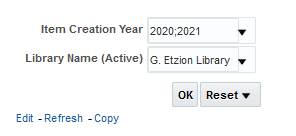 Item Creation Year 2020;2021
Library Name (Active) G. Etzion Library
OK Reset
Edit - Refresh - Copy